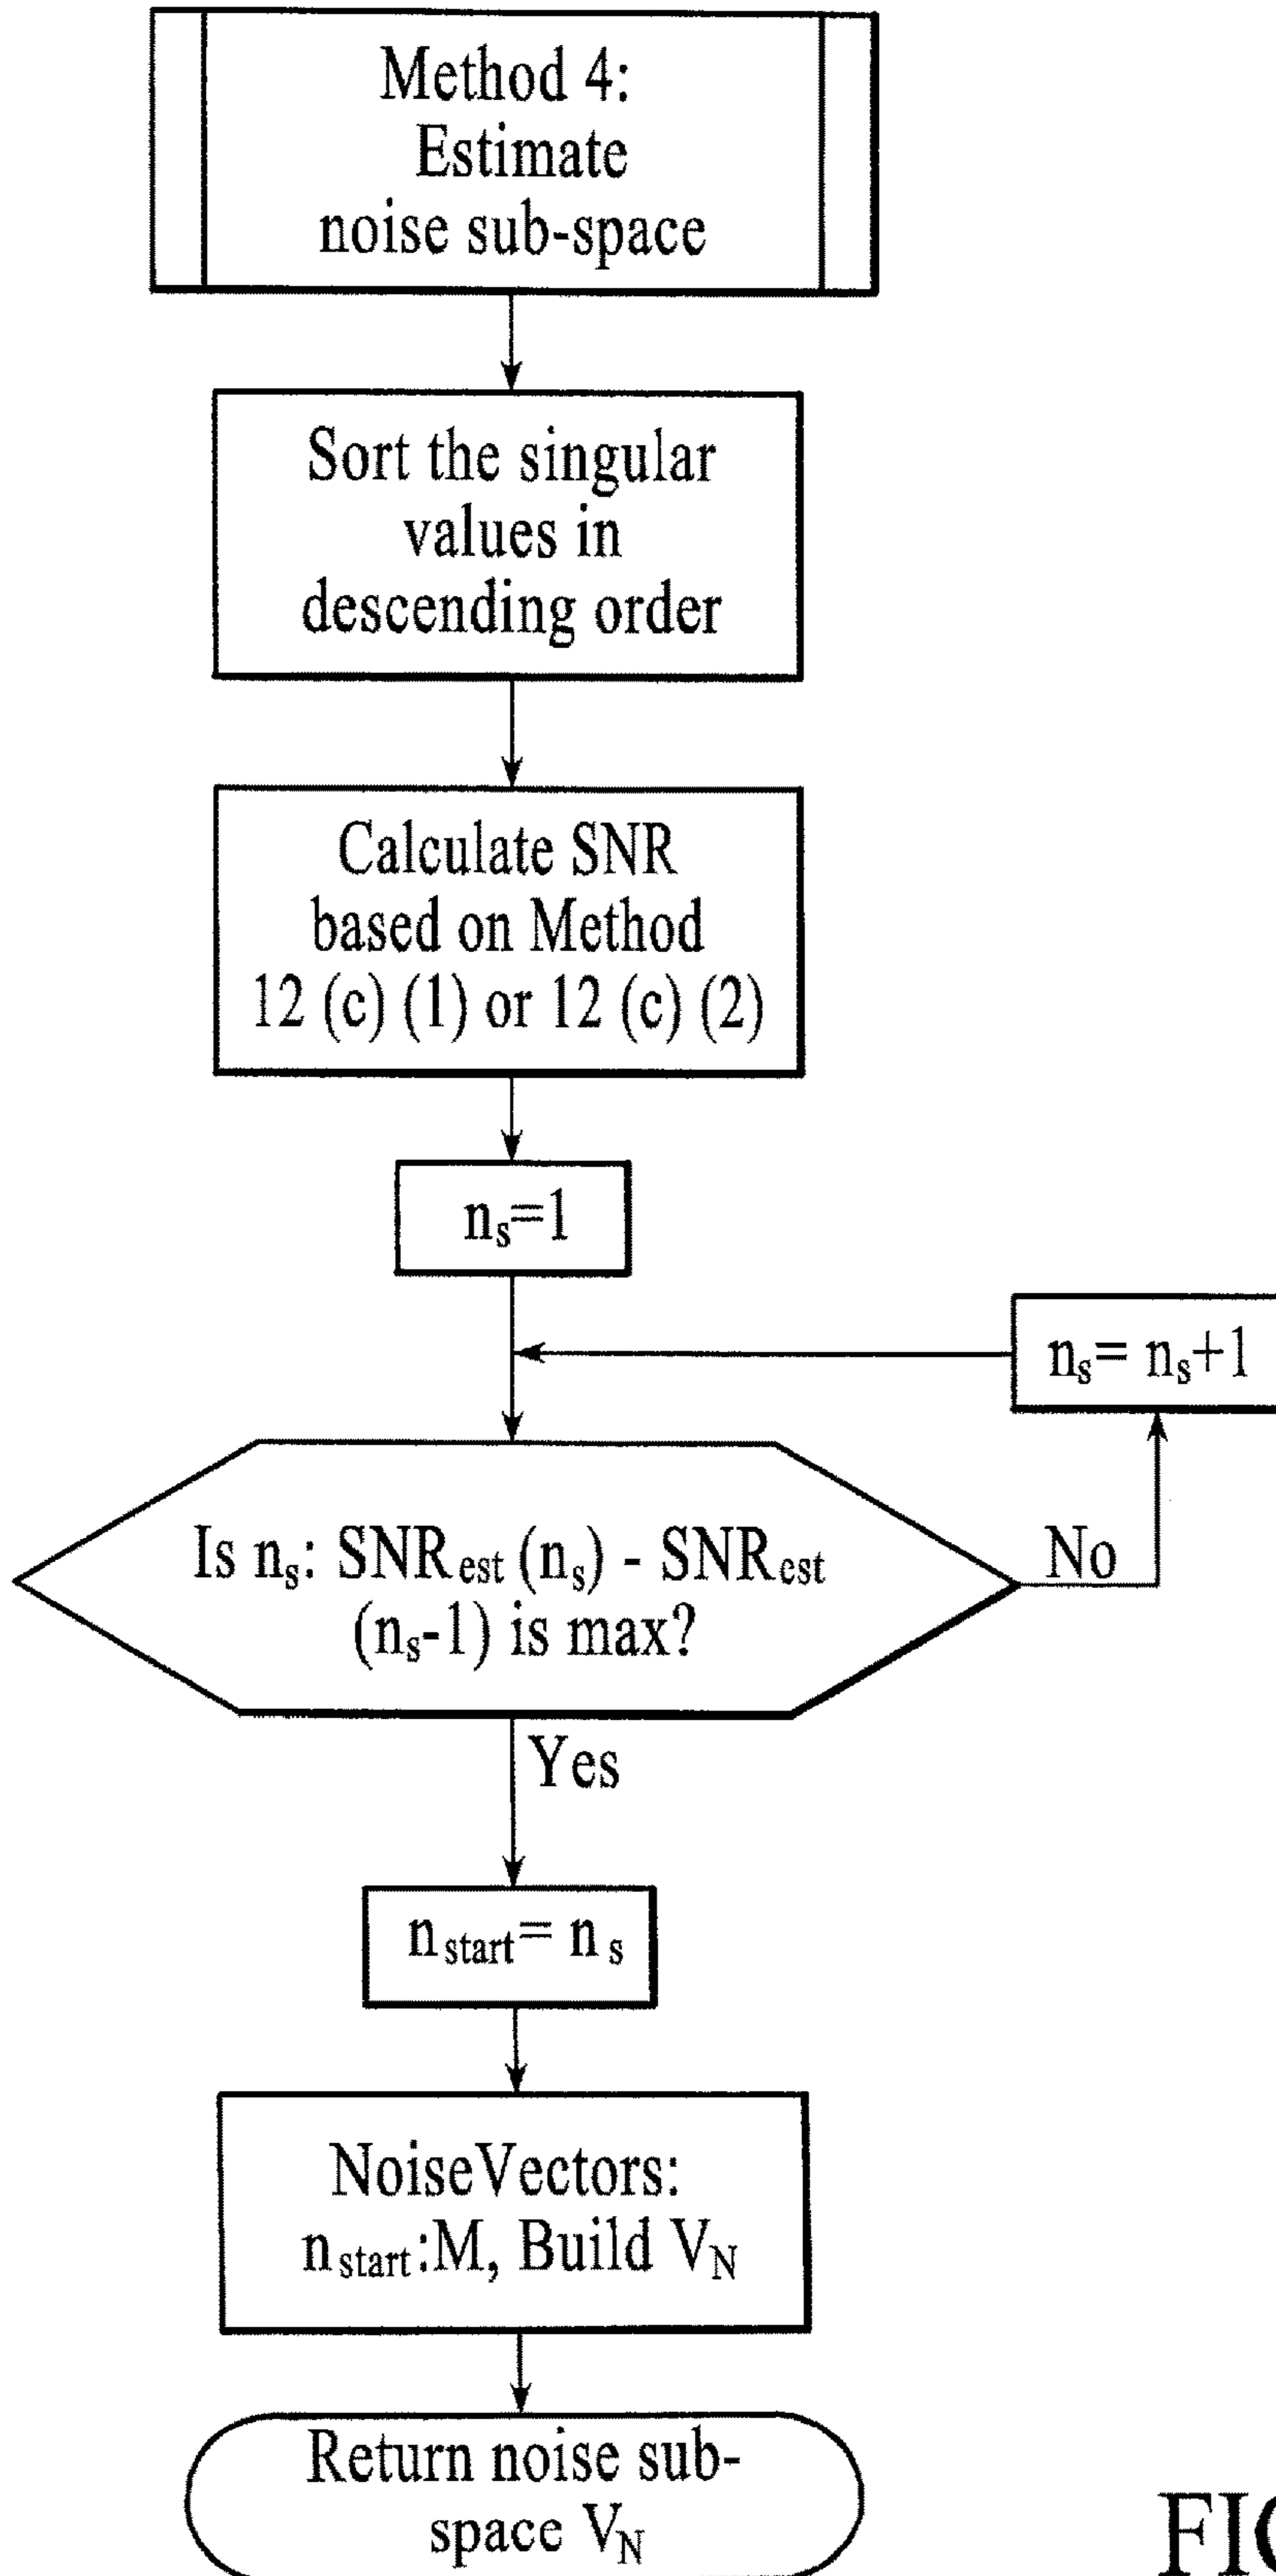 Method 4:
Estimate
noise sub-space
Sort the singular
values in
descending order
Calculate SNR
based on Method
12 (c) (1) or 12 (c) (2)
nₛ=1
nₛ= nₛ+1
Is nₛ: SNRest (nₛ) - SNRest
(nₛ-1) is max?
No
Yes
nstart= nₛ
NoiseVectors:
nstart:M, Build VN
Return noise sub-
space VN